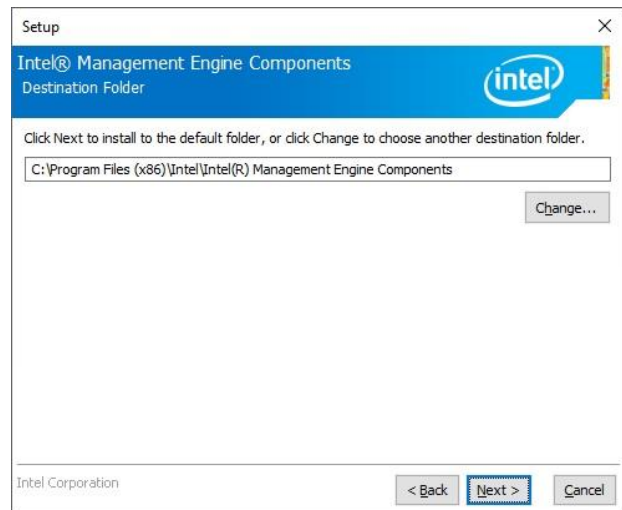 Setup
Intel® Management Engine Components
Destination Folder
intel
Click Next to install to the default folder, or click Change to choose another destination folder.
C:\Program Files (x86)\Intel\Intel(R) Management Engine Components
Change...
Intel Corporation
< Back Next > Cancel